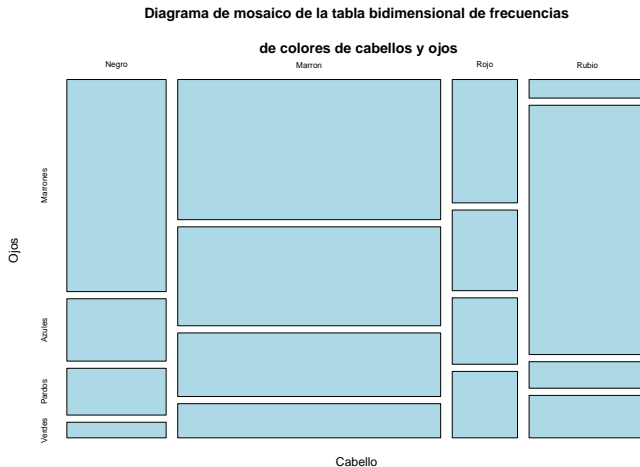 Diagrama de mosaico de la tabla bidimensional de frecuencias
de colores de cabellos y ojos
Negro Marron Rojo Rubio
Marrones
Azules
Pardos
Verdes
Ojos
Cabello